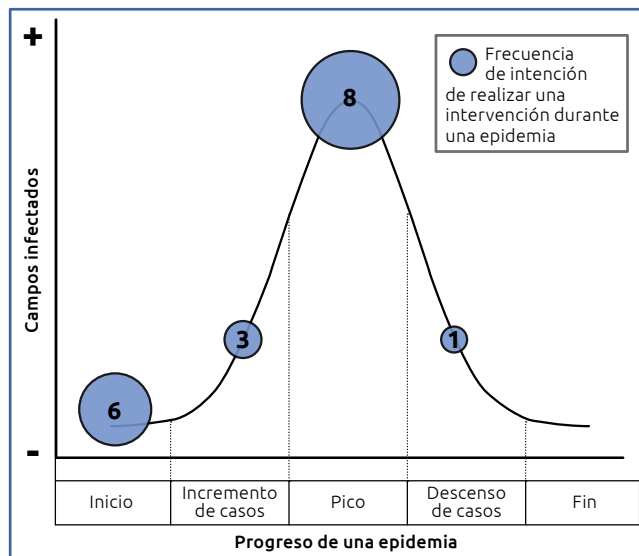 +
Frecuencia
de intención
de realizar una
intervención durante
una epidemia
8
Campos infectados
3
1
6
-
Inicio
Incremento
de casos
Pico
Descenso
de casos
Fin
Progreso de una epidemia